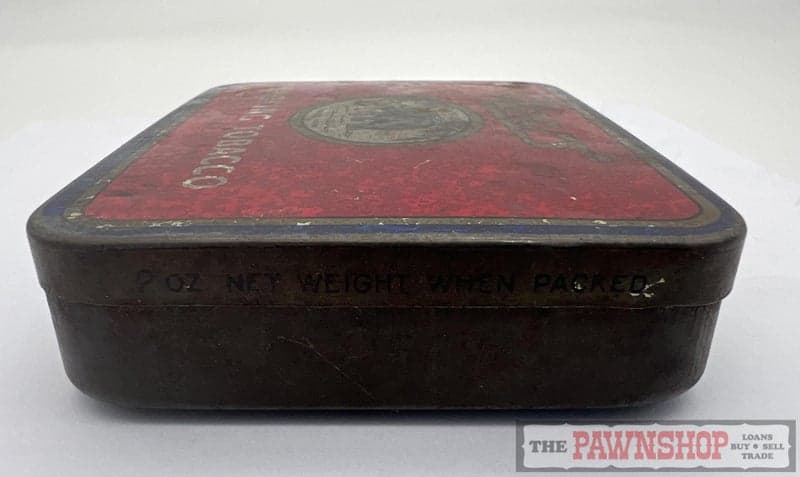 TOBACCO
2 OZ NET WEIGHT WHEN PACKED
THE PAWNSHOP LOANS
BUY • SELL
TRADE